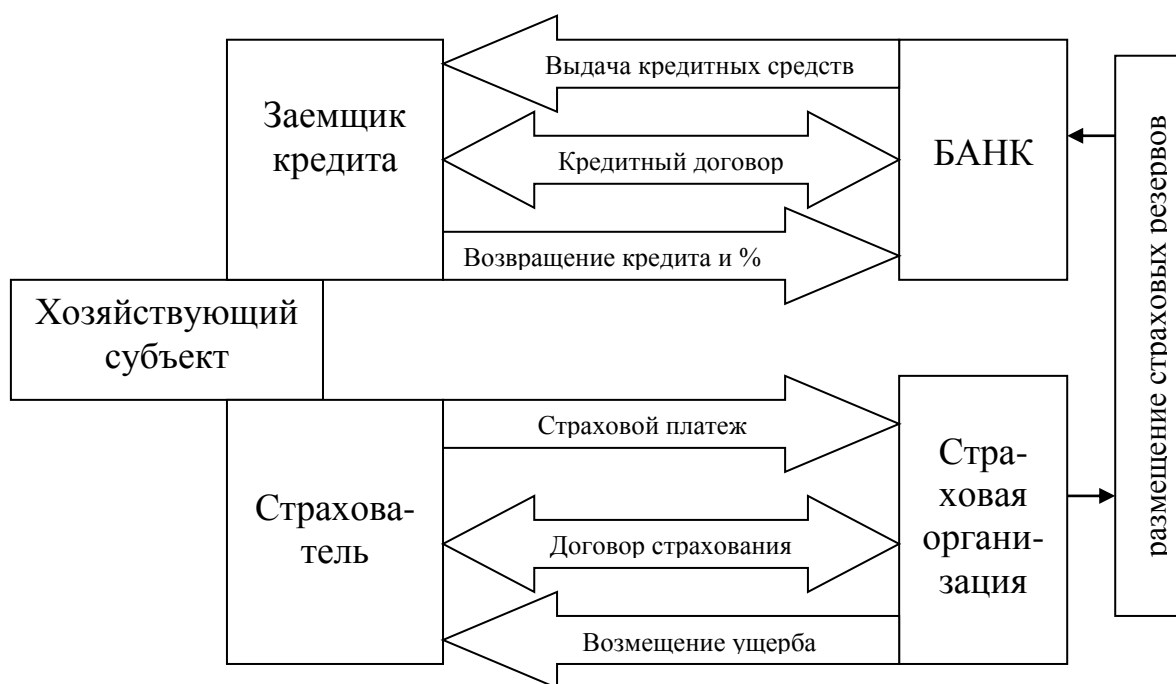 Выдача кредитных средств
Заемщик
кредита
Кредитный договор
БАНК
Возвращение кредита и %
Хозяйствующий
субъект
Страховой платеж
Страхова-
тель
Договор страхования
Возмещение ущерба
Стра-
ховая
органи-
зация
размещение страховых резервов